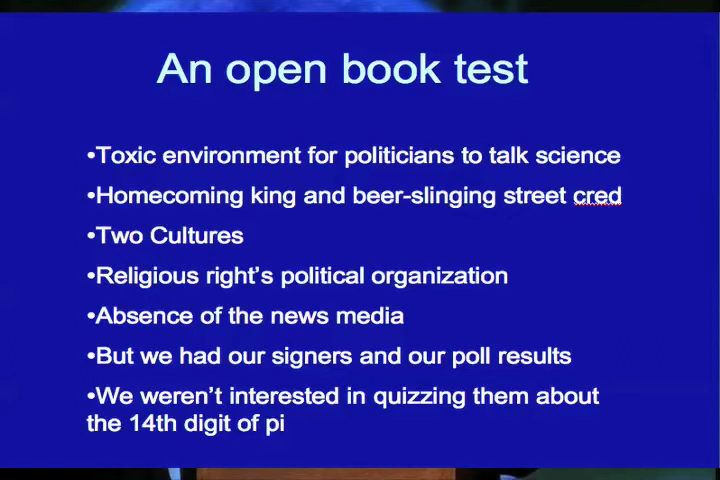 An open book test
•Toxic environment for politicians to talk science
•Homecoming king and beer-slinging street cred
•Two Cultures
•Religious right's political organization
•Absence of the news media
•But we had our signers and our poll results
•We weren't interested in quizzing them about
the 14th digit of pi